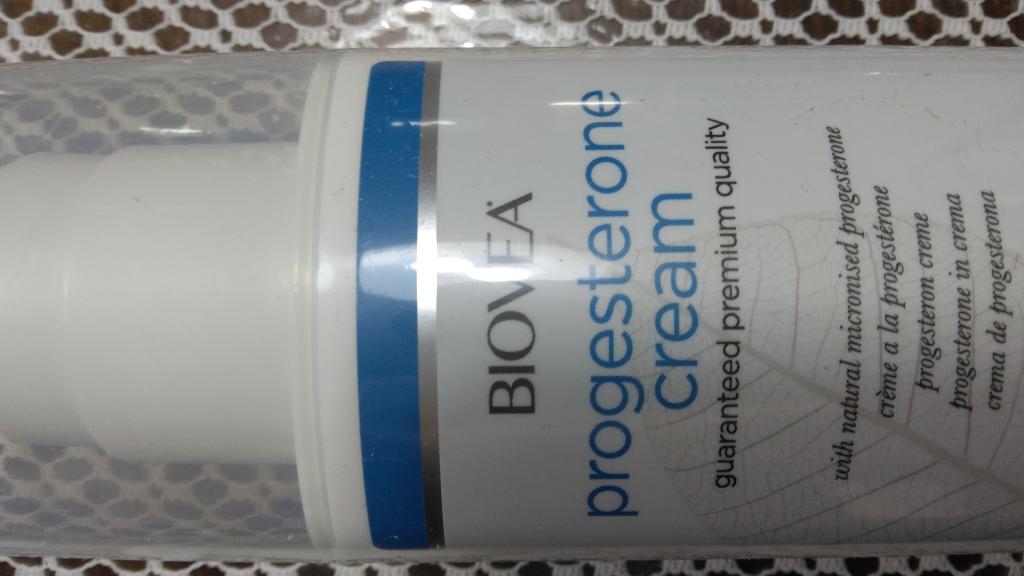 BIOVEA
progesterone
cream
guaranteed premium quality
with natural micronised progesterone
crème a la progestérone
progesteron creme
progesterone in crema
crema de progesterona